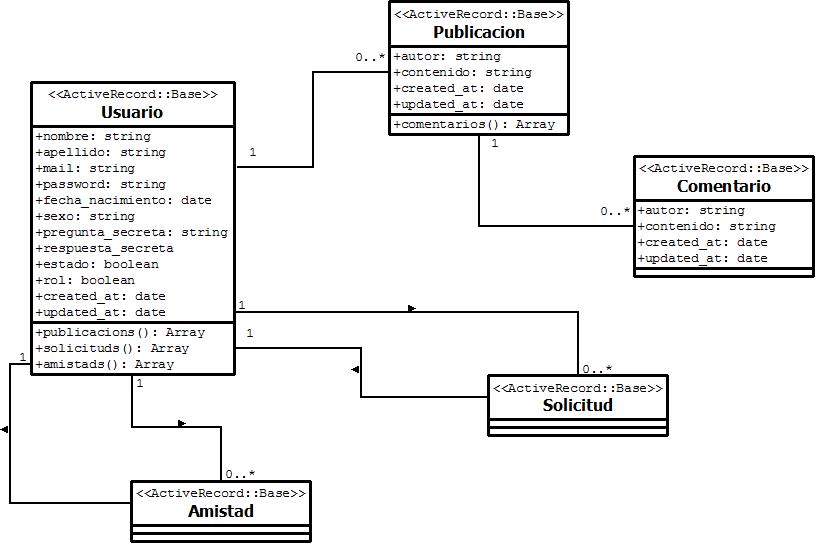 <<ActiveRecord::Base>>
Publicacion
+autor: string
+contenido: string
+created_at: date
+updated_at: date
+comentarios(): Array
0..*
1
<<ActiveRecord::Base>>
Usuario
+nombre: string
+apellido: string
+mail: string
+password: string
+fecha_nacimiento: date
+sexo: string
+pregunta_secreta: string
+respuesta_secreta
+estado: boolean
+rol: boolean
+created_at: date
+updated_at: date
+publicacions(): Array
+solicituds(): Array
+amistads(): Array
1
1
1
1
1
<<ActiveRecord::Base>>
Comentario
+autor: string
+contenido: string
+created_at: date
+updated_at: date
0..*
0..*
<<ActiveRecord::Base>>
Solicitud
0..*
<<ActiveRecord::Base>>
Amistad